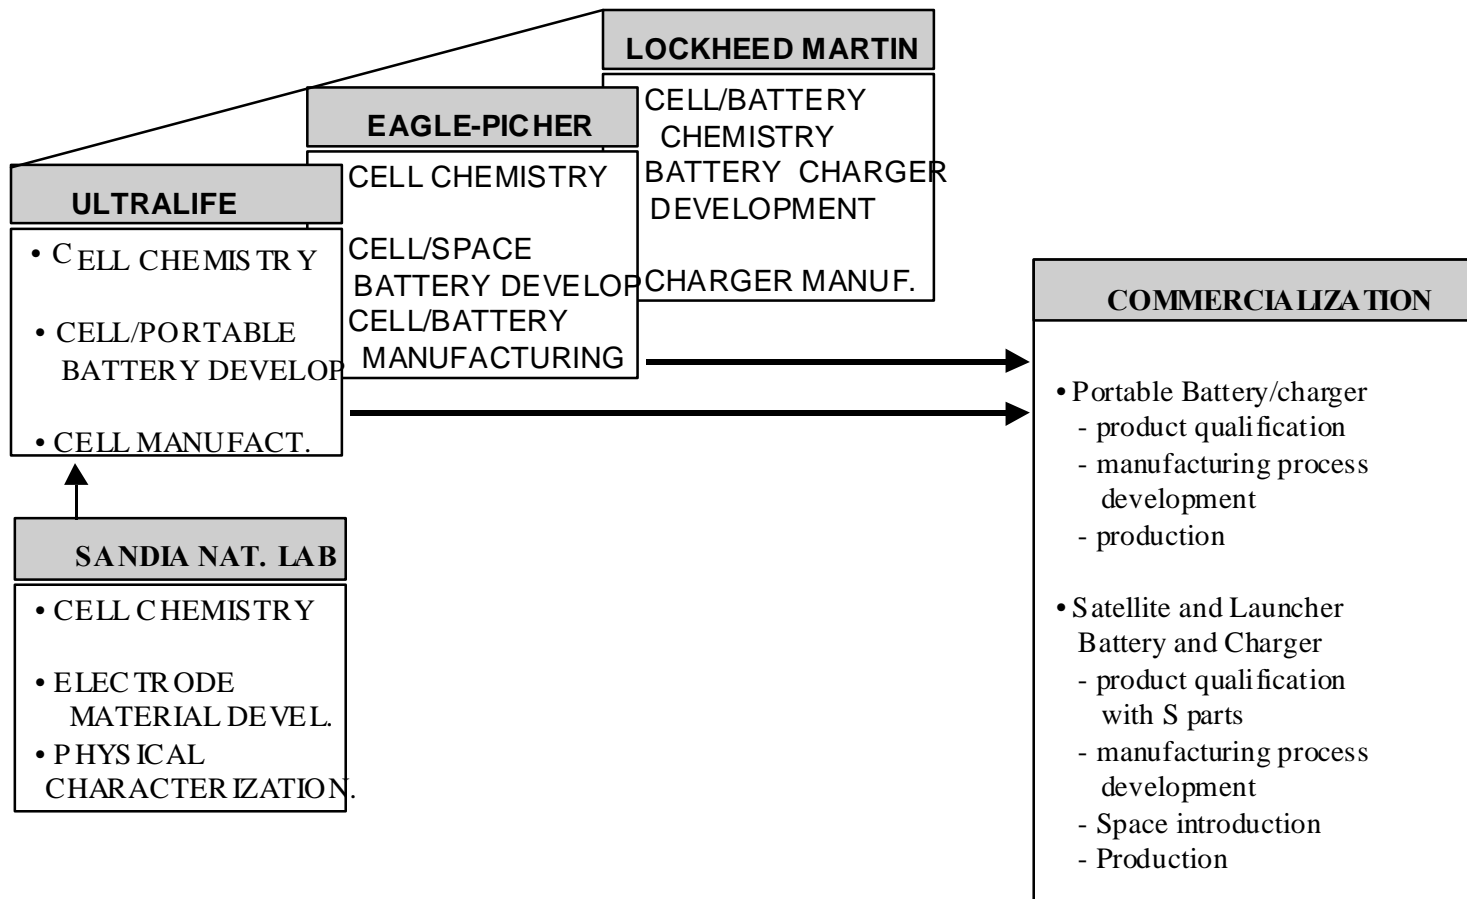 LOCKHEED MARTIN
CELL/BATTERY
CHEMISTRY
BATTERY CHARGER
DEVELOPMENT
CHARGER MANUF.
EAGLE-PICHER
CELL CHEMISTRY
CELL/SPACE
BATTERY DEVELOP
CELL/BATTERY
MANUFACTURING
ULTRALIFE
• CELL CHEMISTRY
• CELL/PORTABLE
BATTERY DEVELOP
• CELL MANUFACT.
SANDIA NAT. LAB
• CELL CHEMISTRY
• ELECTRODE
MATERIAL DEVEL.
• PHYSICAL
CHARACTERIZATION.
COMMERCIALIZATION
• Portable Battery/charger
- product qualification
- manufacturing process
development
- production
• Satellite and Launcher
Battery and Charger
- product qualification
with S parts
- manufacturing process
development
- Space introduction
- Production